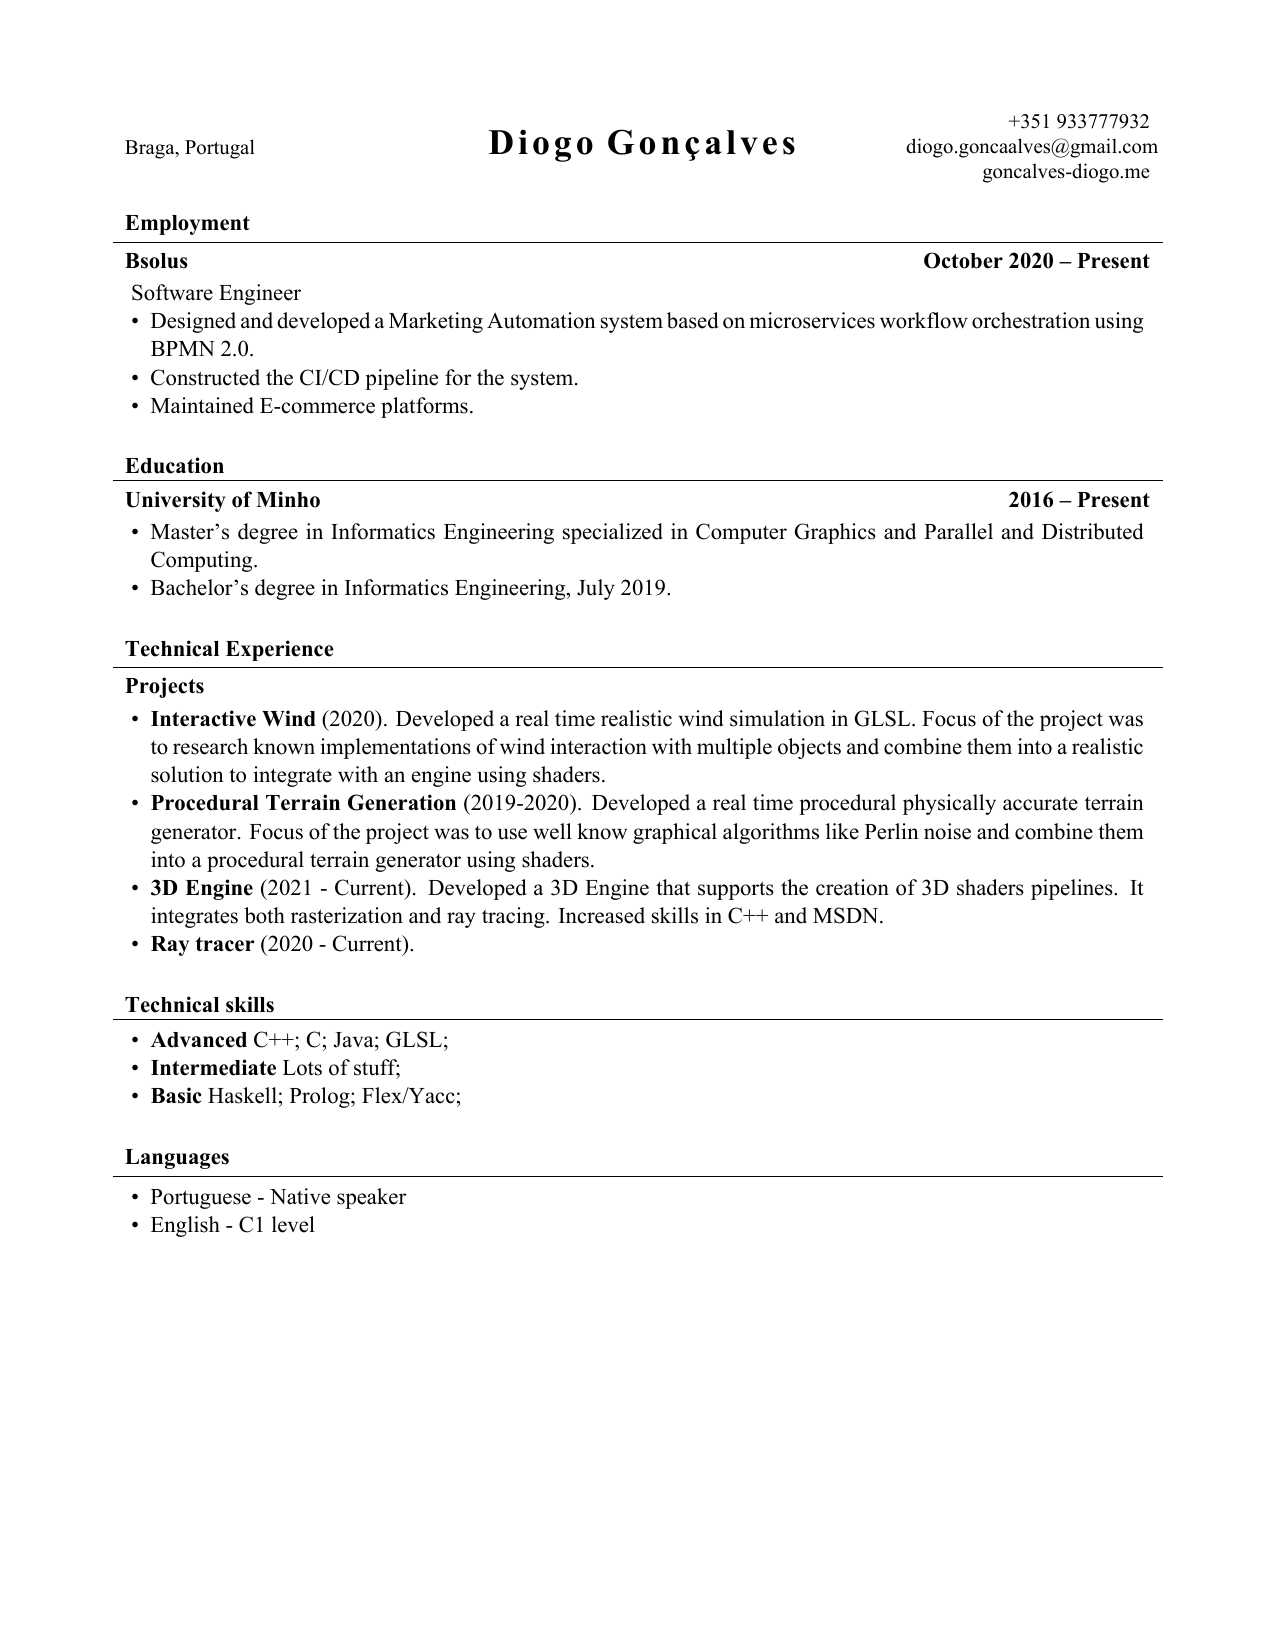 Braga, Portugal
Diogo Gonçalves
+351 933777932
diogo.goncaalves@gmail.com
goncalves-diogo.me
Employment
Bsolus October 2020 – Present
Software Engineer
• Designed and developed a Marketing Automation system based on microservices workflow orchestration using
BPMN 2.0.
• Constructed the CI/CD pipeline for the system.
• Maintained E-commerce platforms.
Education
University of Minho 2016 – Present
• Master’s degree in Informatics Engineering specialized in Computer Graphics and Parallel and Distributed
Computing.
• Bachelor’s degree in Informatics Engineering, July 2019.
Technical Experience
Projects
• Interactive Wind (2020). Developed a real time realistic wind simulation in GLSL. Focus of the project was
to research known implementations of wind interaction with multiple objects and combine them into a realistic
solution to integrate with an engine using shaders.
• Procedural Terrain Generation (2019-2020). Developed a real time procedural physically accurate terrain
generator. Focus of the project was to use well know graphical algorithms like Perlin noise and combine them
into a procedural terrain generator using shaders.
• 3D Engine (2021 - Current). Developed a 3D Engine that supports the creation of 3D shaders pipelines. It
integrates both rasterization and ray tracing. Increased skills in C++ and MSDN.
• Ray tracer (2020 - Current).
Technical skills
• Advanced C++; C; Java; GLSL;
• Intermediate Lots of stuff;
• Basic Haskell; Prolog; Flex/Yacc;
Languages
• Portuguese - Native speaker
• English - C1 level